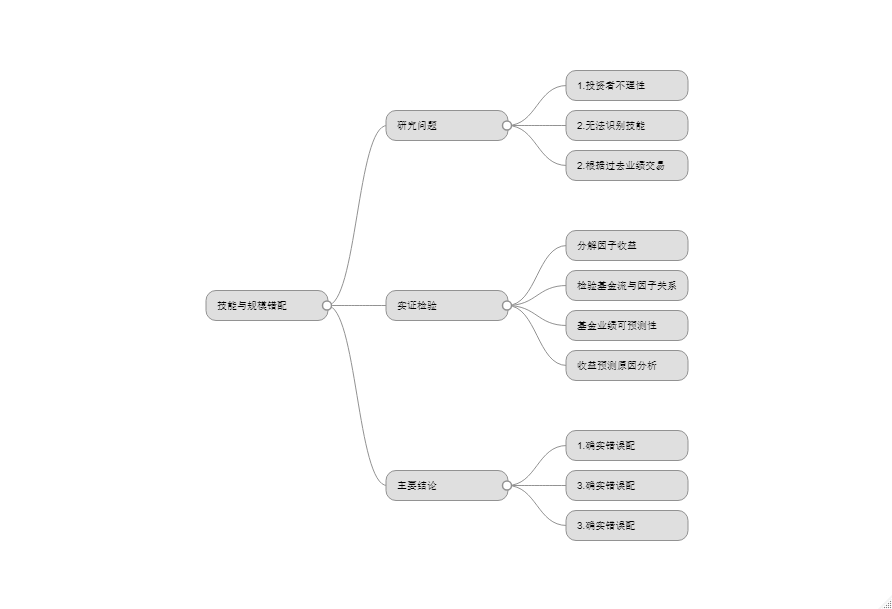 技能与规模错配
研究问题
1.投资者不理性
2.无法识别技能
2.根据过去业绩交易
实证检验
分解因子收益
检验基金流与因子关系
基金业绩可预测性
收益预测原因分析
主要结论
1.确实错误配
3.确实错误配
3.确实错误配